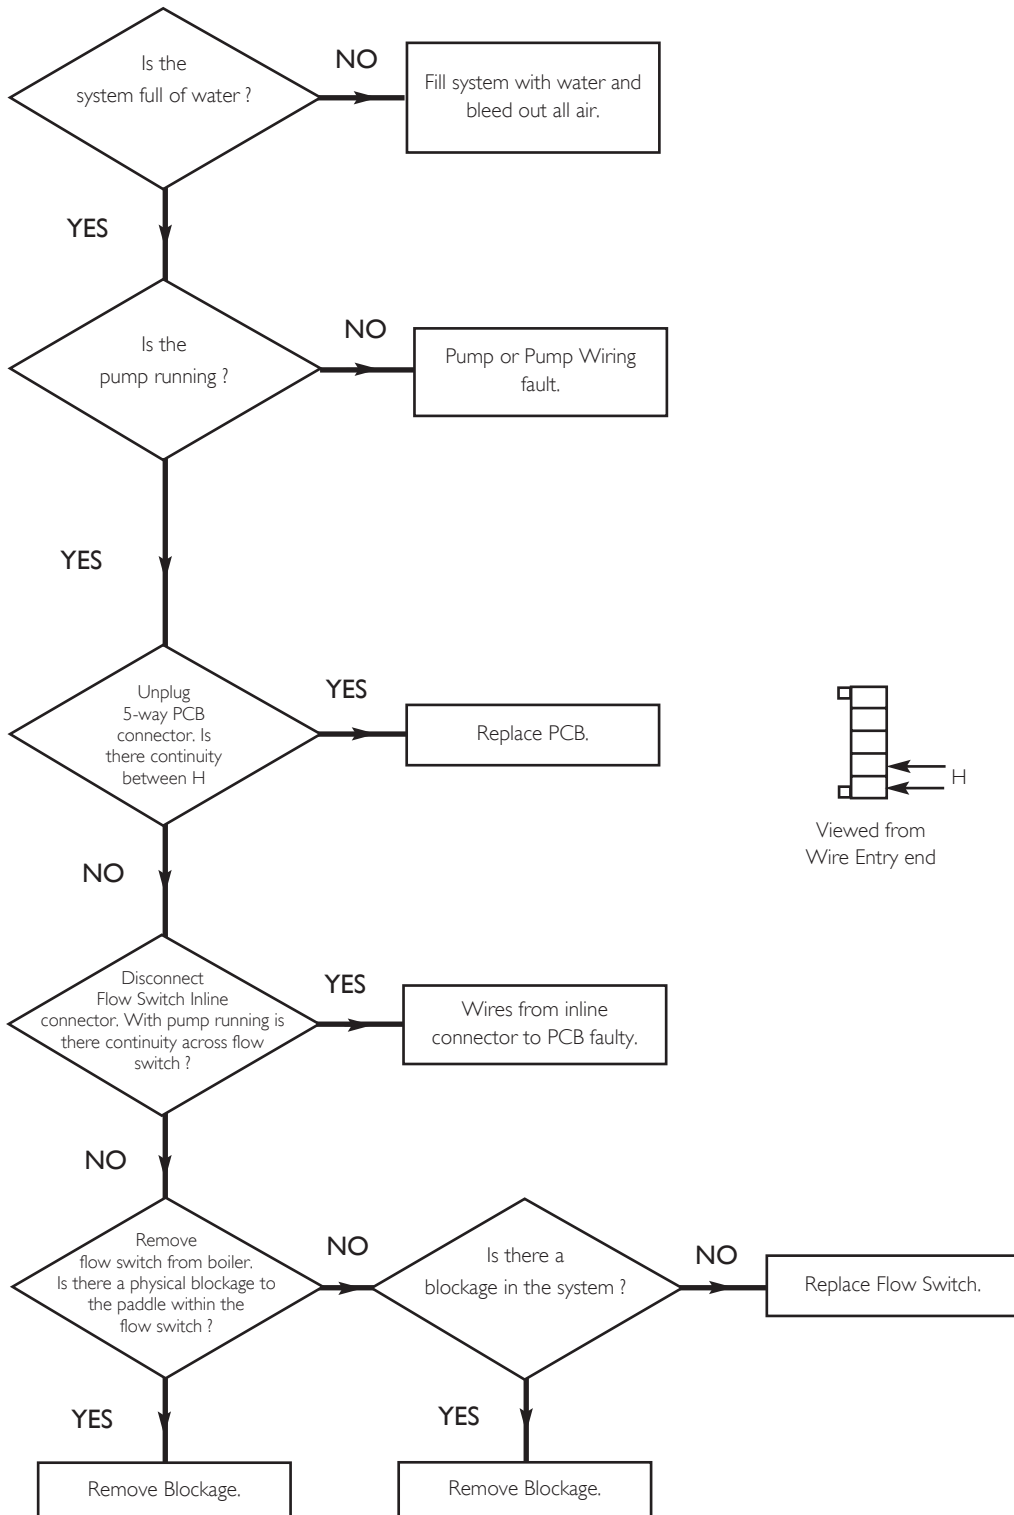 Is the
system full of water ?
NO
Fill system with water and
bleed out all air.
YES
Is the
pump running ?
NO
Pump or Pump Wiring
fault.
YES
Unplug
5-way PCB
connector. Is
there continuity
between H
YES
Replace PCB.
H
Viewed from
Wire Entry end
NO
Disconnect
Flow Switch Inline
connector. With pump running is
there continuity across flow
switch ?
YES
Wires from inline
connector to PCB faulty.
NO
Remove
flow switch from boiler.
Is there a physical blockage to
the paddle within the
flow switch ?
NO
Is there a
blockage in the system ?
NO
Replace Flow Switch.
YES
Remove Blockage.
YES
Remove Blockage.